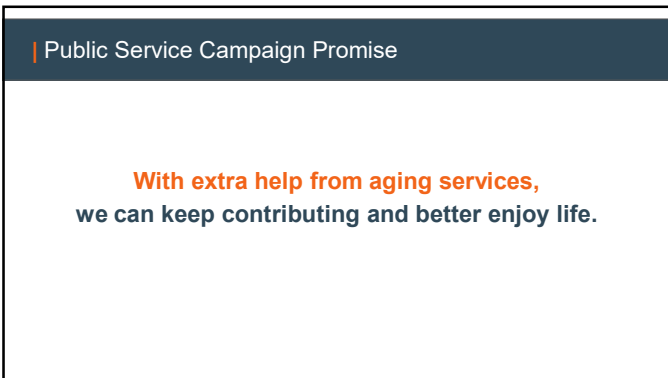 | Public Service Campaign Promise
With extra help from aging services,
we can keep contributing and better enjoy life.